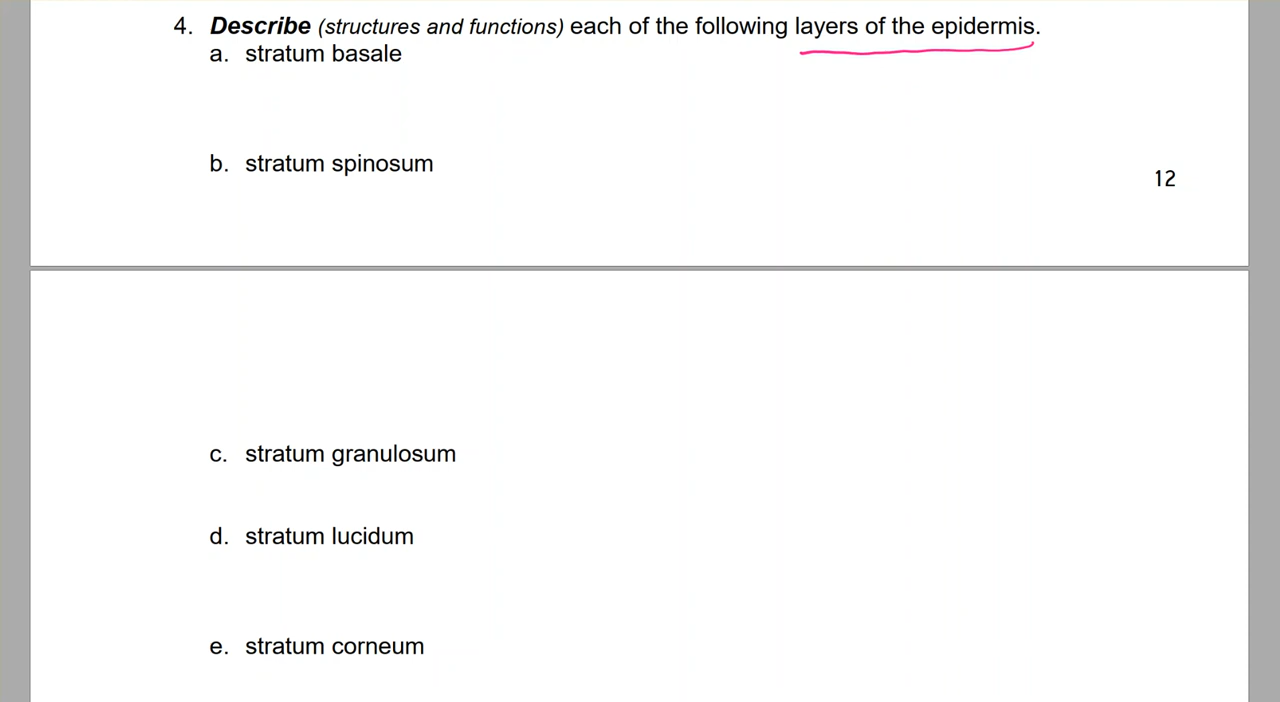 4. Describe (structures and functions) each of the following layers of the epidermis.
a. stratum basale
b. stratum spinosum
12
c. stratum granulosum
d. stratum lucidum
e. stratum corneum